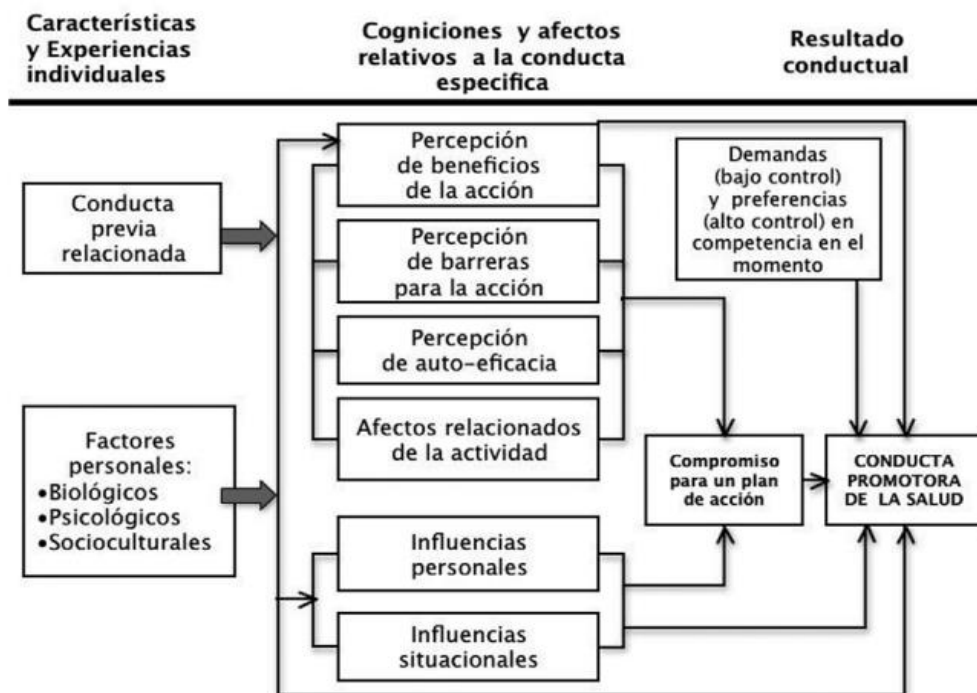 Características
y Experiencias
individuales
Cogniciones y afectos
relativos a la conducta
especifica
Resultado
conductual
Conducta
previa
relacionada
Factores
personales:
•Biológicos
•Psicológicos
•Socioculturales
Percepción
de beneficios
de la acción
Percepción
de barreras
para la acción
Percepción
de auto-eficacia
Afectos relacionados
de la actividad
Influencias
personales
Influencias
situacionales
Demandas
(bajo control)
y preferencias
(alto control) en
competencia en el
momento
Compromiso
para un plan
de acción
CONDUCTA
PROMOTORA
DE LA SALUD